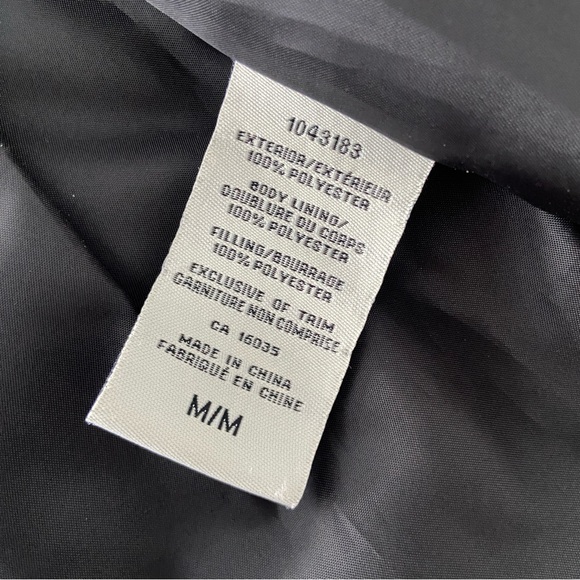 1043183
EXTERIOR/EXTÉRIEUR
100% POLYESTER
BODY LINING/
DOUBLURE DU CORPS
100% POLYESTER
FILLING/BOURRAGE
100% POLYESTER
EXCLUSIVE OF TRIM
GARNITURE NON COMPRISE
CA 16035
MADE IN CHINA
FABRIQUÉ EN CHINE
M/M